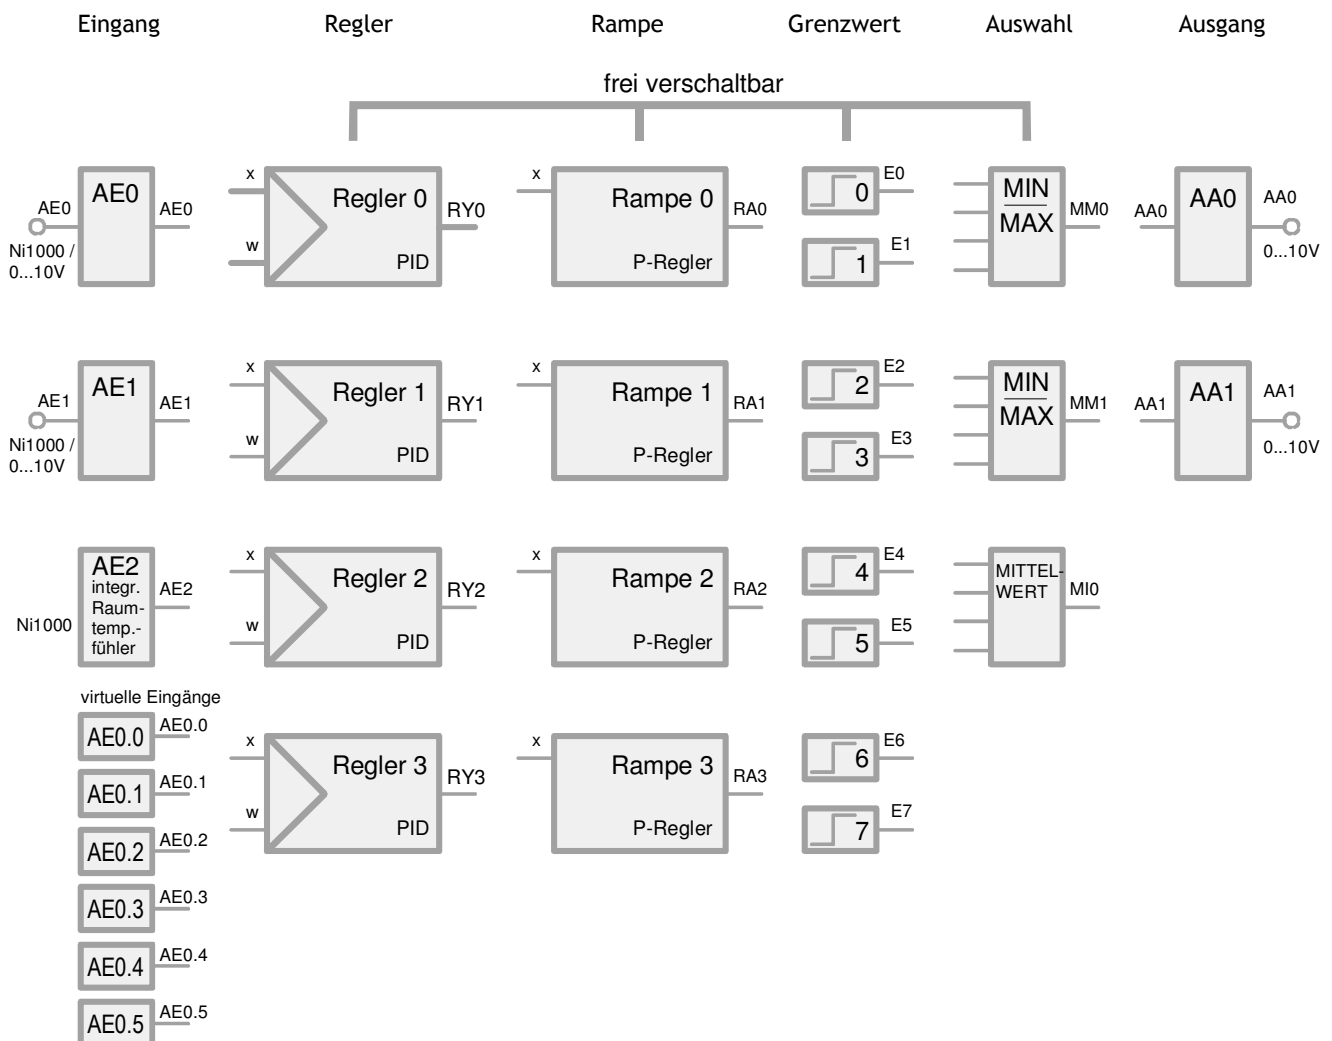 Eingang Regler Rampe Grenzwert Auswahl Ausgang
frei verschaltbar
AE0
Ni1000 /
0...10V
AE0
AE0
x
w
Regler 0
PID
RY0
x
Rampe 0
P-Regler
RA0
0
E0
1
E1
MIN
MAX
MM0
AA0
AA0
AA0
0...10V
AE1
Ni1000 /
0...10V
AE1
AE1
x
w
Regler 1
PID
RY1
x
Rampe 1
P-Regler
RA1
2
E2
3
E3
MIN
MAX
MM1
AA1
AA1
AA1
0...10V
Ni1000
AE2
integr.
Raum-
temp.-
fühler
AE2
x
w
Regler 2
PID
RY2
x
Rampe 2
P-Regler
RA2
4
E4
5
E5
MITTEL-
WERT
MI0
virtuelle Eingänge
AE0.0
AE0.0
AE0.1
AE0.1
AE0.2
AE0.2
AE0.3
AE0.3
AE0.4
AE0.4
AE0.5
AE0.5
x
w
Regler 3
PID
RY3
x
Rampe 3
P-Regler
RA3
6
E6
7
E7